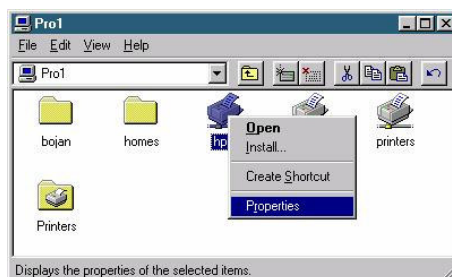 Pro1
File Edit View Help
Pro1
bojan homes hp printers
Open
Install...
Create Shortcut
Properties
Printers
Displays the properties of the selected items.